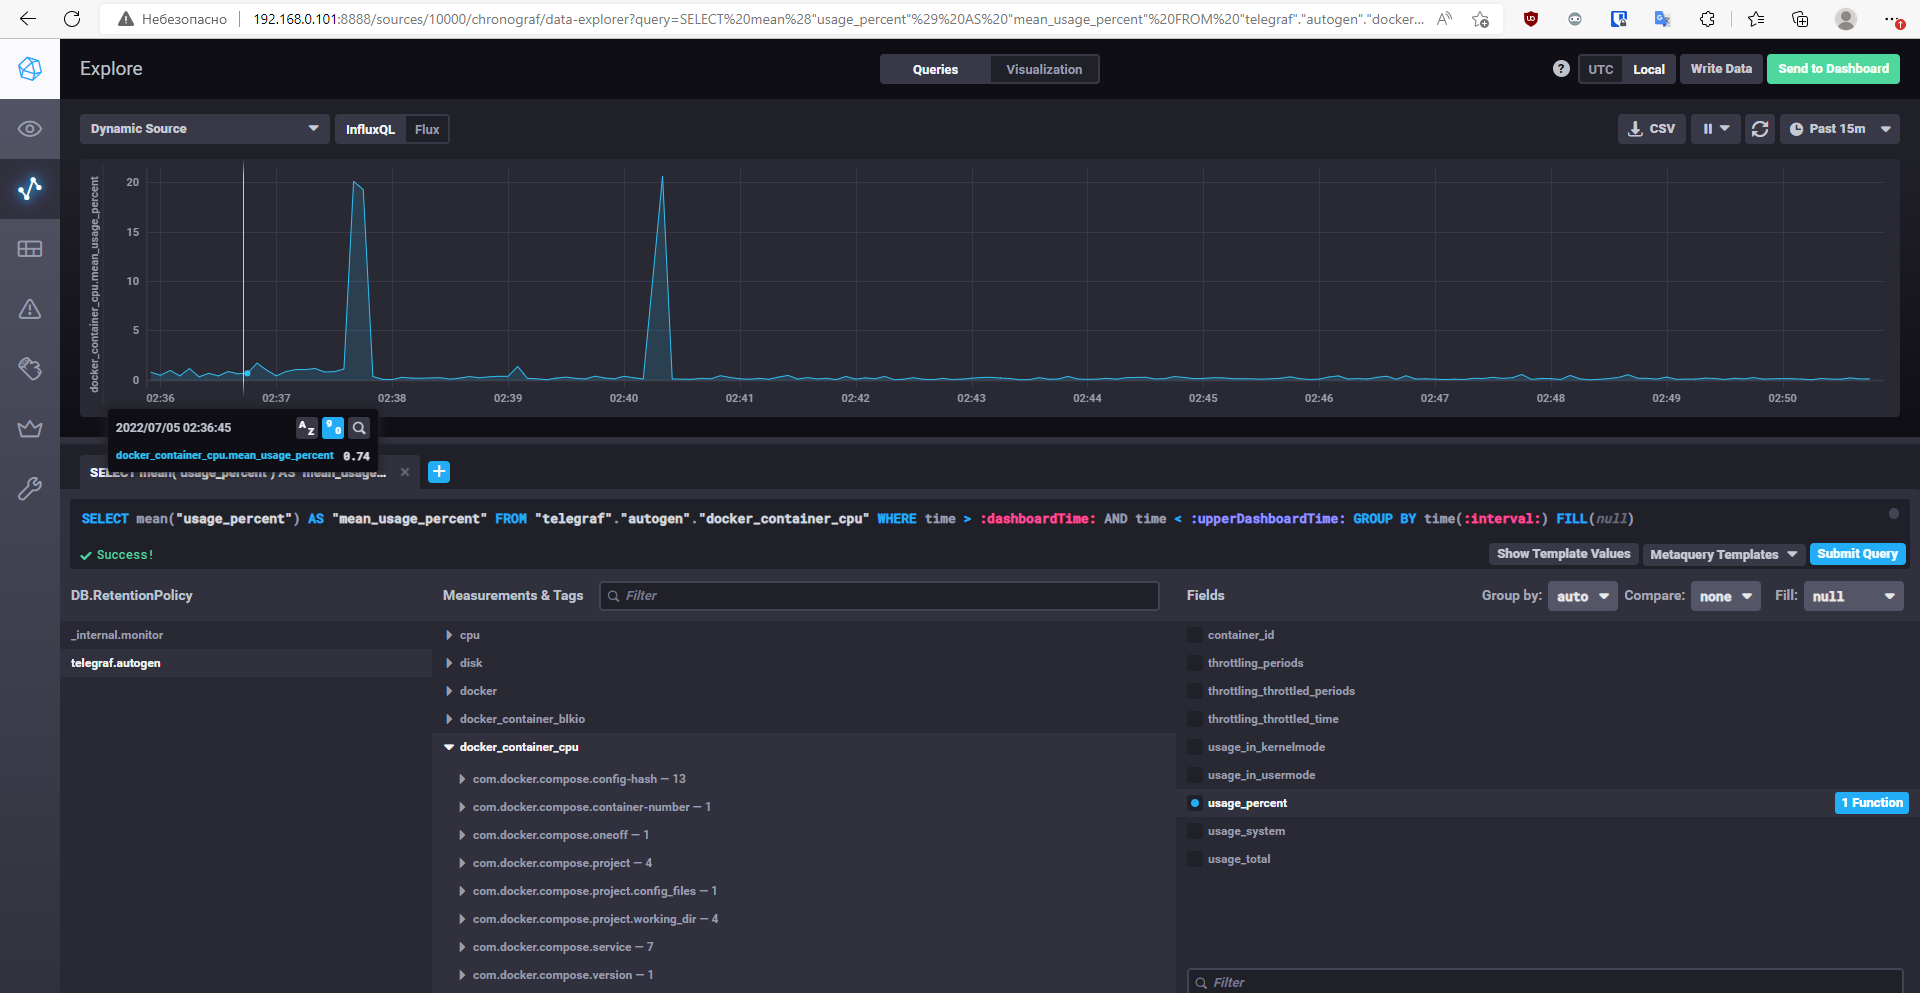 Небезопасно 192.168.0.101:8888/sources/10000/chronograf/data-explorer?query=SELECT%20mean%28"usage_percent"%29%20AS%20"mean_usage_percent"%20FROM%20"telegraf"."autogen"."docker...
Explore
Queries Visualization
? UTC Local Write Data Send to Dashboard
Dynamic Source InfluxQL Flux
CSV Past 15m
docker_container_cpu.mean_usage_percent
20
15
10
5
0
02:36 02:37 02:38 02:39 02:40 02:41 02:42 02:43 02:44 02:45 02:46 02:47 02:48 02:49 02:50
2022/07/05 02:36:45 AZ 90
docker_container_cpu.mean_usage_percent 0.74
SELECT mean("usage_percent") AS "mean_usage... × +
SELECT mean("usage_percent") AS "mean_usage_percent" FROM "telegraf"."autogen"."docker_container_cpu" WHERE time > :dashboardTime: AND time < :upperDashboardTime: GROUP BY time(:interval:) FILL(null)
Success!
Show Template Values Metaquery Templates Submit Query
DB.RetentionPolicy
_internal.monitor
telegraf.autogen
Measurements & Tags Filter
cpu
disk
docker
docker_container_blkio
docker_container_cpu
com.docker.compose.config-hash — 13
com.docker.compose.container-number — 1
com.docker.compose.oneoff — 1
com.docker.compose.project — 4
com.docker.compose.project.config_files — 1
com.docker.compose.project.working_dir — 4
com.docker.compose.service — 7
com.docker.compose.version — 1
Fields Group by: auto Compare: none Fill: null
container_id
throttling_periods
throttling_throttled_periods
throttling_throttled_time
usage_in_kernelmode
usage_in_usermode
usage_percent 1 Function
usage_system
usage_total
Filter